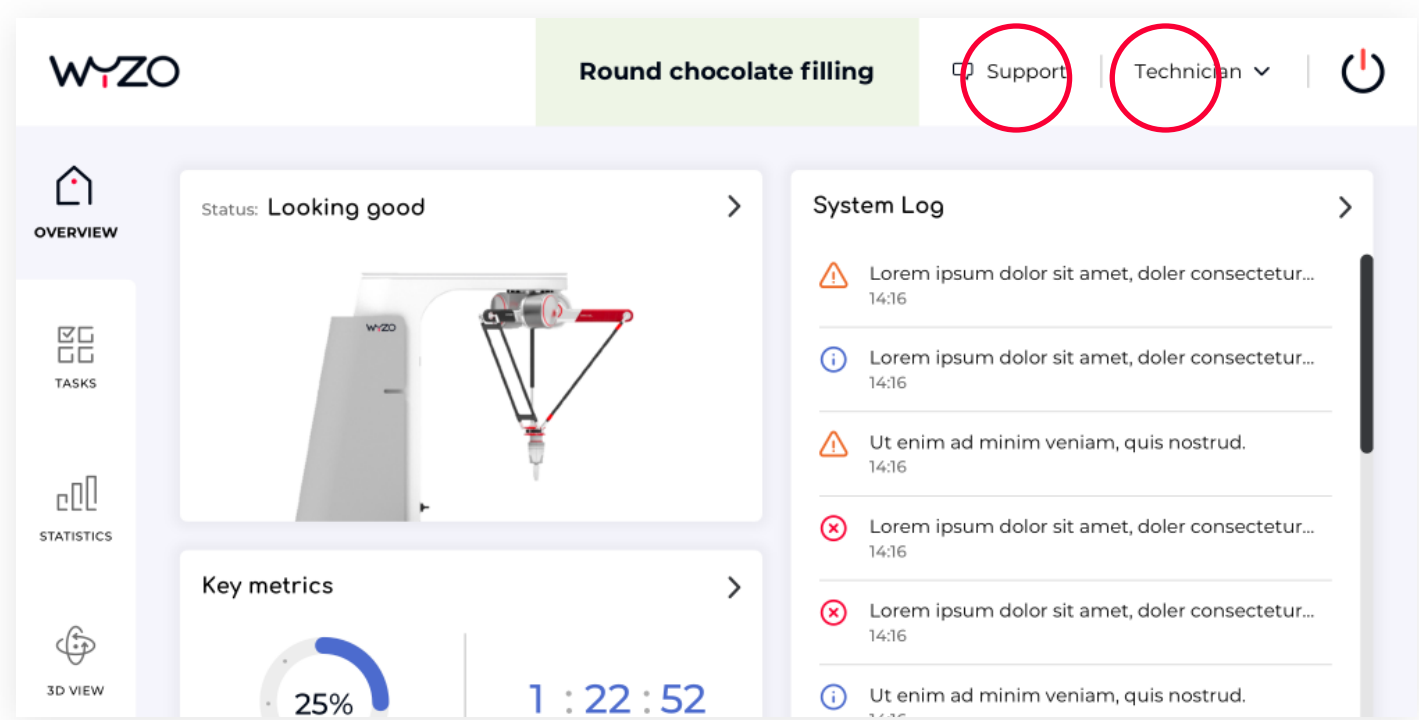 WYZO
Round chocolate filling
Support
Technician
OVERVIEW
TASKS
STATISTICS
3D VIEW
Status: Looking good
WYZO
Key metrics
25%
1 : 22 : 52
System Log
Lorem ipsum dolor sit amet, doler consectetur...
14:16
Lorem ipsum dolor sit amet, doler consectetur...
14:16
Ut enim ad minim veniam, quis nostrud.
14:16
Lorem ipsum dolor sit amet, doler consectetur...
14:16
Lorem ipsum dolor sit amet, doler consectetur...
14:16
Ut enim ad minim veniam, quis nostrud.